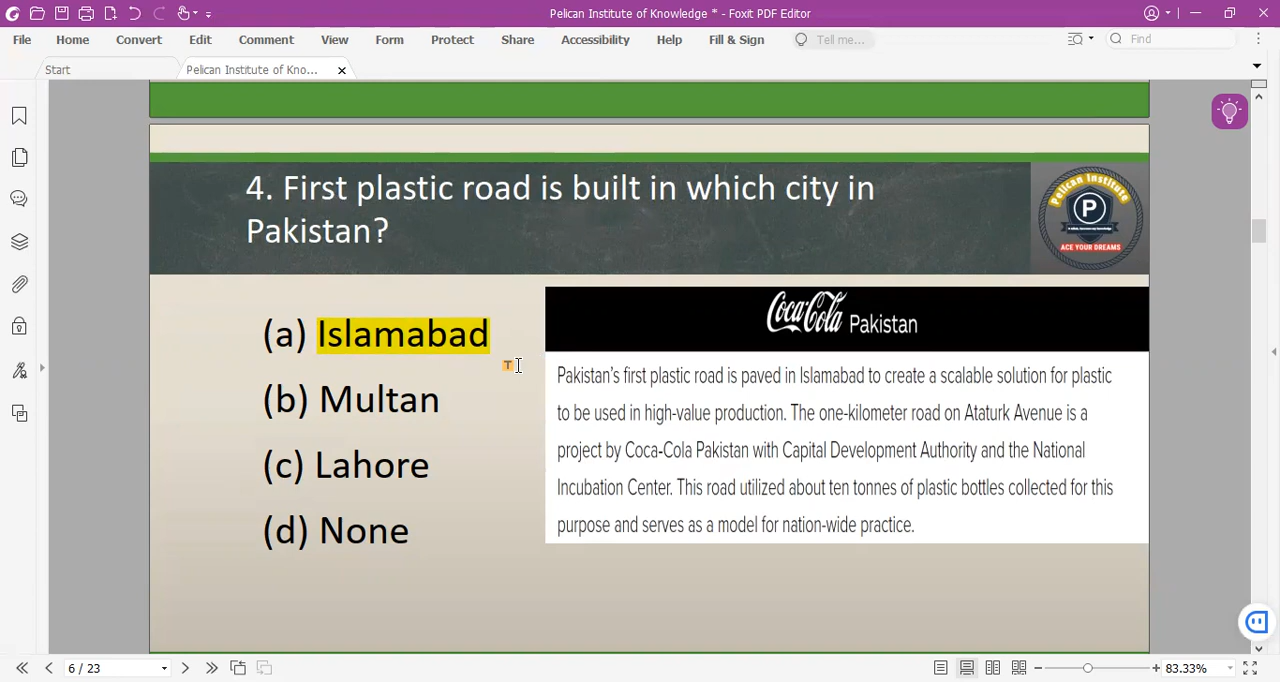 Pelican Institute of Knowledge * - Foxit PDF Editor
File Home Convert Edit Comment View Form Protect Share Accessibility Help Fill & Sign Tell me... Find
Start Pelican Institute of Kno...
4. First plastic road is built in which city in
Pakistan?
Pelican Institute
P
ACE YOUR DREAMS
(a) Islamabad
(b) Multan
(c) Lahore
(d) None
Coca-Cola Pakistan
Pakistan's first plastic road is paved in Islamabad to create a scalable solution for plastic
to be used in high-value production. The one-kilometer road on Ataturk Avenue is a
project by Coca-Cola Pakistan with Capital Development Authority and the National
Incubation Center. This road utilized about ten tonnes of plastic bottles collected for this
purpose and serves as a model for nation-wide practice.
T
6 / 23
83.33%